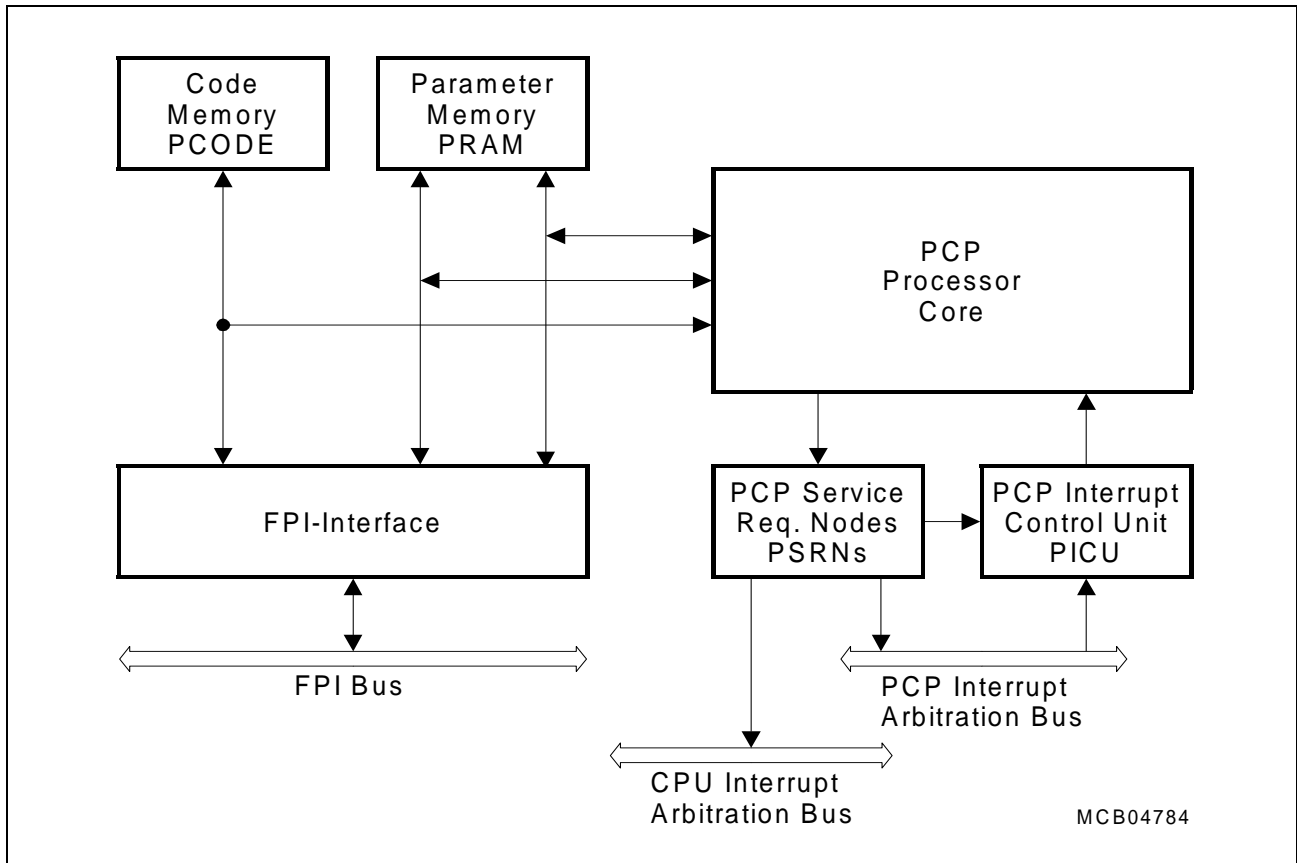 Code
Memory
PCODE
Parameter
Memory
PRAM
PCP
Processor
Core
FPI-Interface
PCP Service
Req. Nodes
PSRNs
PCP Interrupt
Control Unit
PICU
FPI Bus
PCP Interrupt
Arbitration Bus
CPU Interrupt
Arbitration Bus
MCB04784